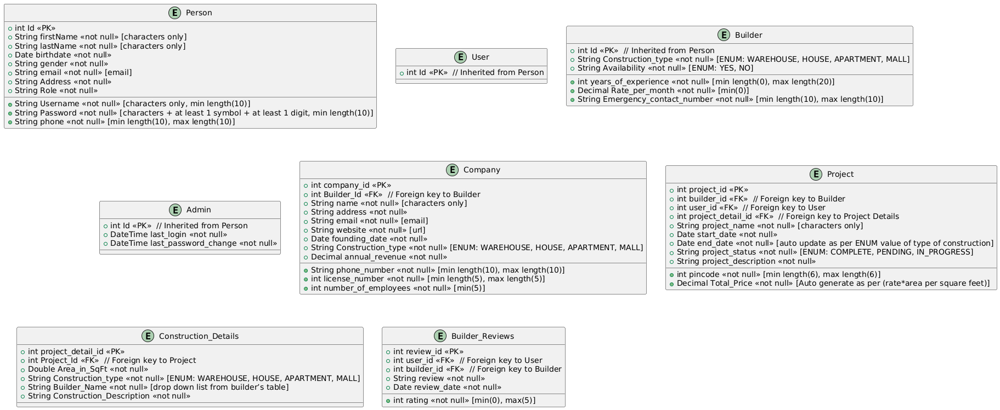 E Person
int Id «PK»
String firstName «not null» [characters only]
String lastName «not null» [characters only]
Date birthdate «not null»
String gender «not null»
String email «not null» [email]
String Address «not null»
String Role «not null»
String Username «not null» [characters only, min length(10)]
String Password «not null» [characters + at least 1 symbol + at least 1 digit, min length(10)]
String phone «not null» [min length(10), max length(10)]
E User
int Id «PK»  // Inherited from Person
E Builder
int Id «PK»  // Inherited from Person
String Construction_type «not null» [ENUM: WAREHOUSE, HOUSE, APARTMENT, MALL]
String Availability «not null» [ENUM: YES, NO]
int years_of_experience «not null» [min length(0), max length(20)]
Decimal Rate_per_month «not null» [min(0)]
String Emergency_contact_number «not null» [min length(10), max length(10)]
E Admin
int Id «PK»  // Inherited from Person
DateTime last_login «not null»
DateTime last_password_change «not null»
E Company
int company_id «PK»
int Builder_Id «FK»  // Foreign key to Builder
String name «not null» [characters only]
String address «not null»
String email «not null» [email]
String website «not null» [url]
Date founding_date «not null»
String Construction_type «not null» [ENUM: WAREHOUSE, HOUSE, APARTMENT, MALL]
Decimal annual_revenue «not null»
String phone_number «not null» [min length(10), max length(10)]
int license_number «not null» [min length(5), max length(5)]
int number_of_employees «not null» [min(5)]
E Project
int project_id «PK»
int builder_id «FK»  // Foreign key to Builder
int user_id «FK»  // Foreign key to User
int project_detail_id «FK»  // Foreign key to Project Details
String project_name «not null» [characters only]
Date start_date «not null»
Date end_date «not null» [auto update as per ENUM value of type of construction]
String project_status «not null» [ENUM: COMPLETE, PENDING, IN_PROGRESS]
String project_description «not null»
int pincode «not null» [min length(6), max length(6)]
Decimal Total_Price «not null» [Auto generate as per (rate*area per square feet)]
E Construction_Details
int project_detail_id «PK»
int Project_Id «FK»  // Foreign key to Project
Double Area_in_SqFt «not null»
String Construction_type «not null» [ENUM: WAREHOUSE, HOUSE, APARTMENT, MALL]
String Builder_Name «not null» [drop down list from builder’s table]
String Construction_Description «not null»
E Builder_Reviews
int review_id «PK»
int user_id «FK»  // Foreign key to User
int builder_id «FK»  // Foreign key to Builder
String review «not null»
Date review_date «not null»
int rating «not null» [min(0), max(5)]